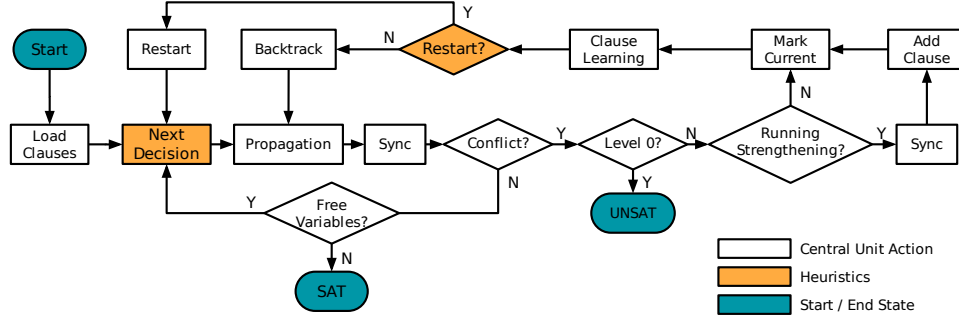 Y
Start
Restart
Backtrack
N
Restart?
Clause
Learning
Mark
Current
Add
Clause
N
Load
Clauses
Next
Decision
Propagation
Sync
Conflict?
Y
Level 0?
N
Running
Strengthening?
Y
Sync
N
Y
Y
Free
Variables?
UNSAT
N
SAT
Central Unit Action
Heuristics
Start / End State